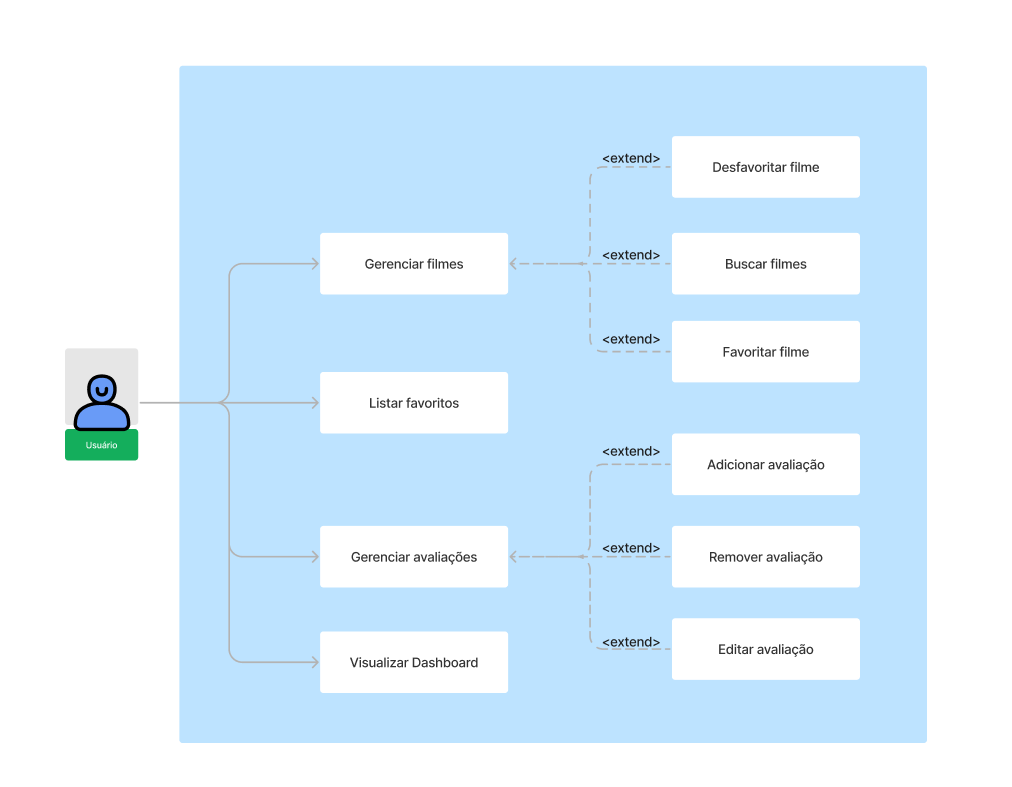 <extend>
Desfavoritar filme
<extend>
Gerenciar filmes
Buscar filmes
<extend>
Favoritar filme
Listar favoritos
Usuário
<extend>
Adicionar avaliação
<extend>
Gerenciar avaliações
Remover avaliação
<extend>
Editar avaliação
Visualizar Dashboard